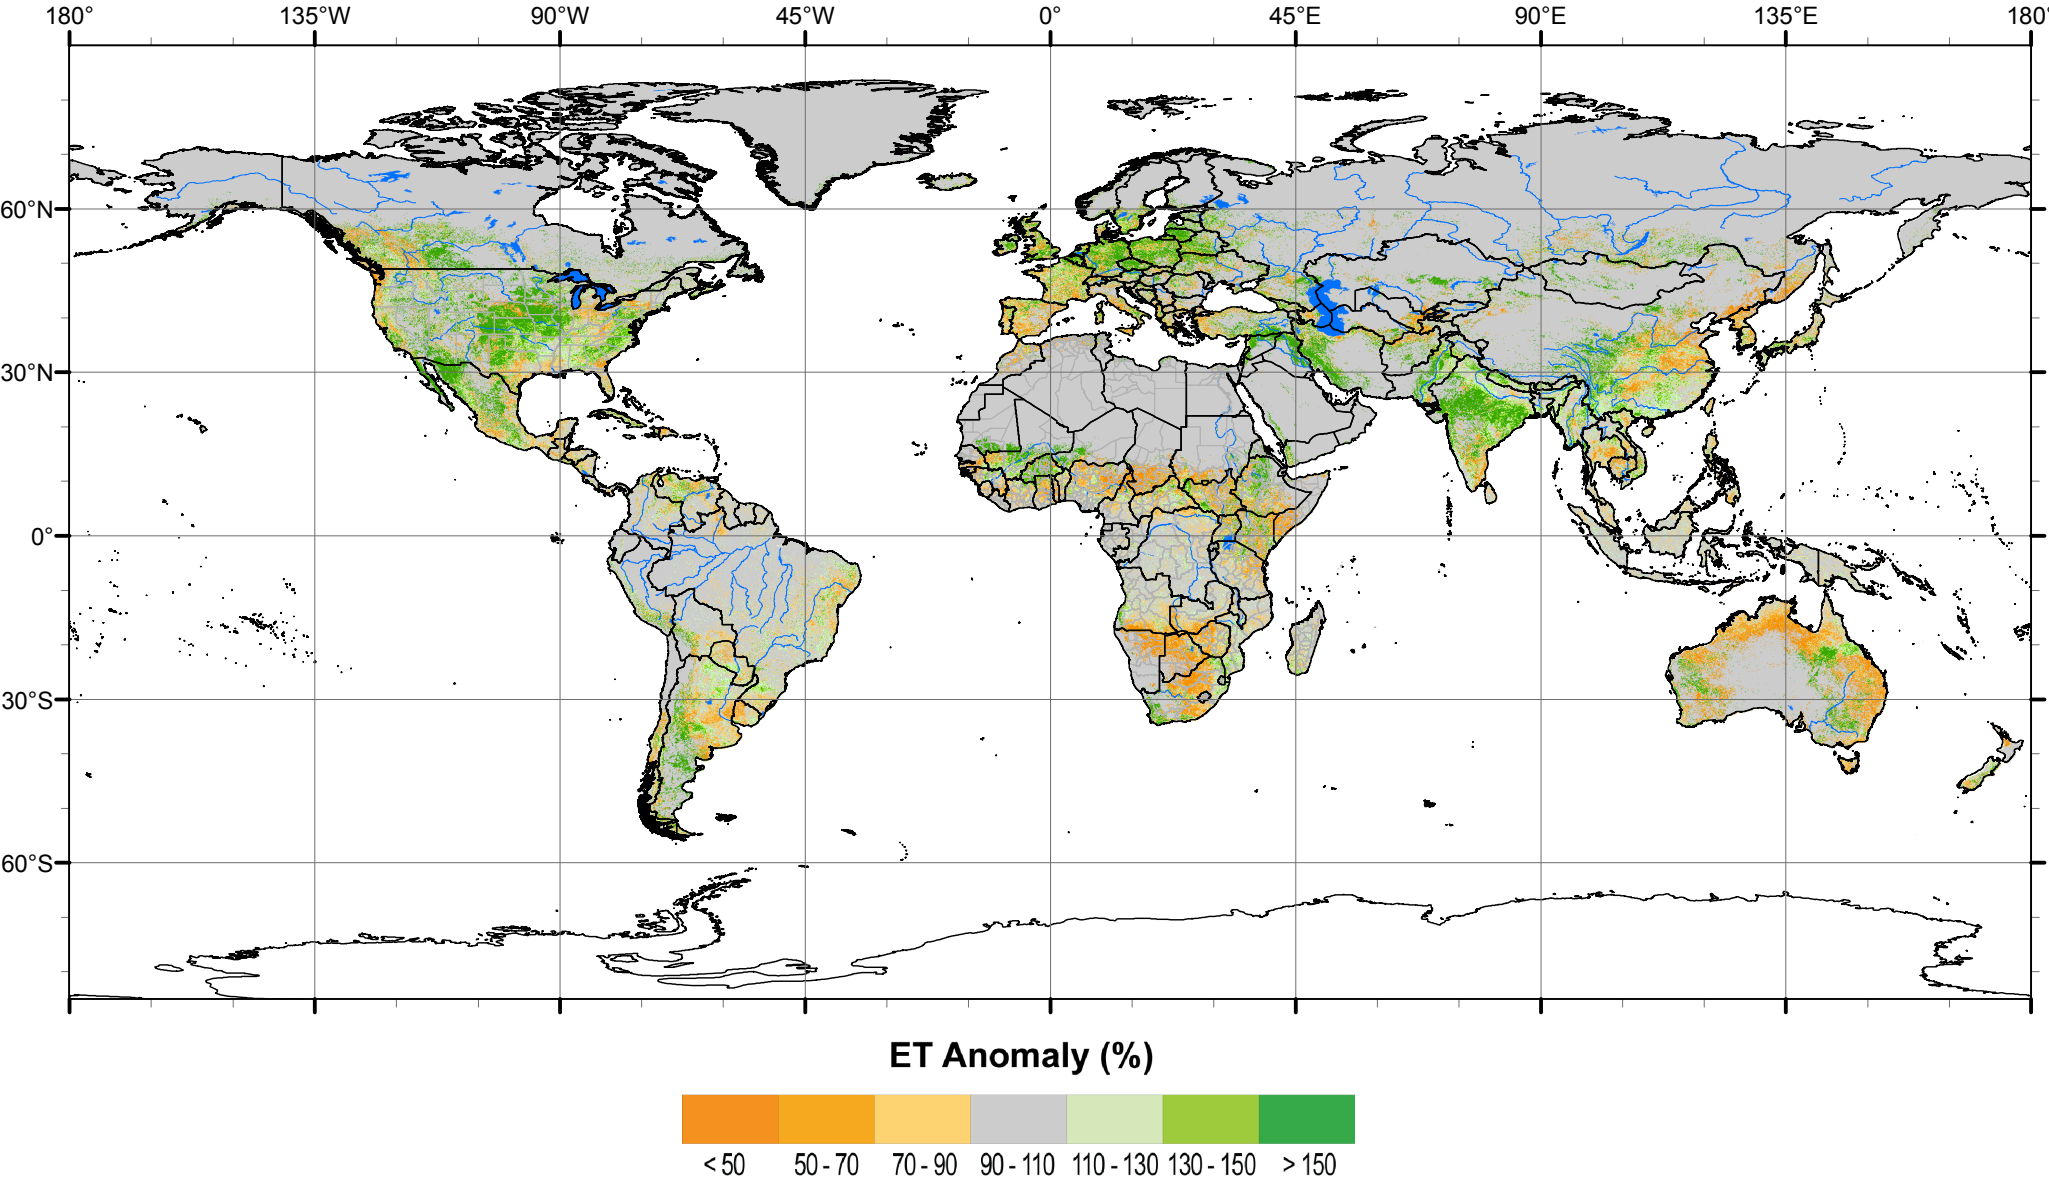 180° 135°W 90°W 45°W 0° 45°E 90°E 135°E 180°
60°N
30°N
0°
30°S
60°S
ET Anomaly (%)
< 50 50 - 70 70 - 90 90 - 110 110 - 130 130 - 150 > 150